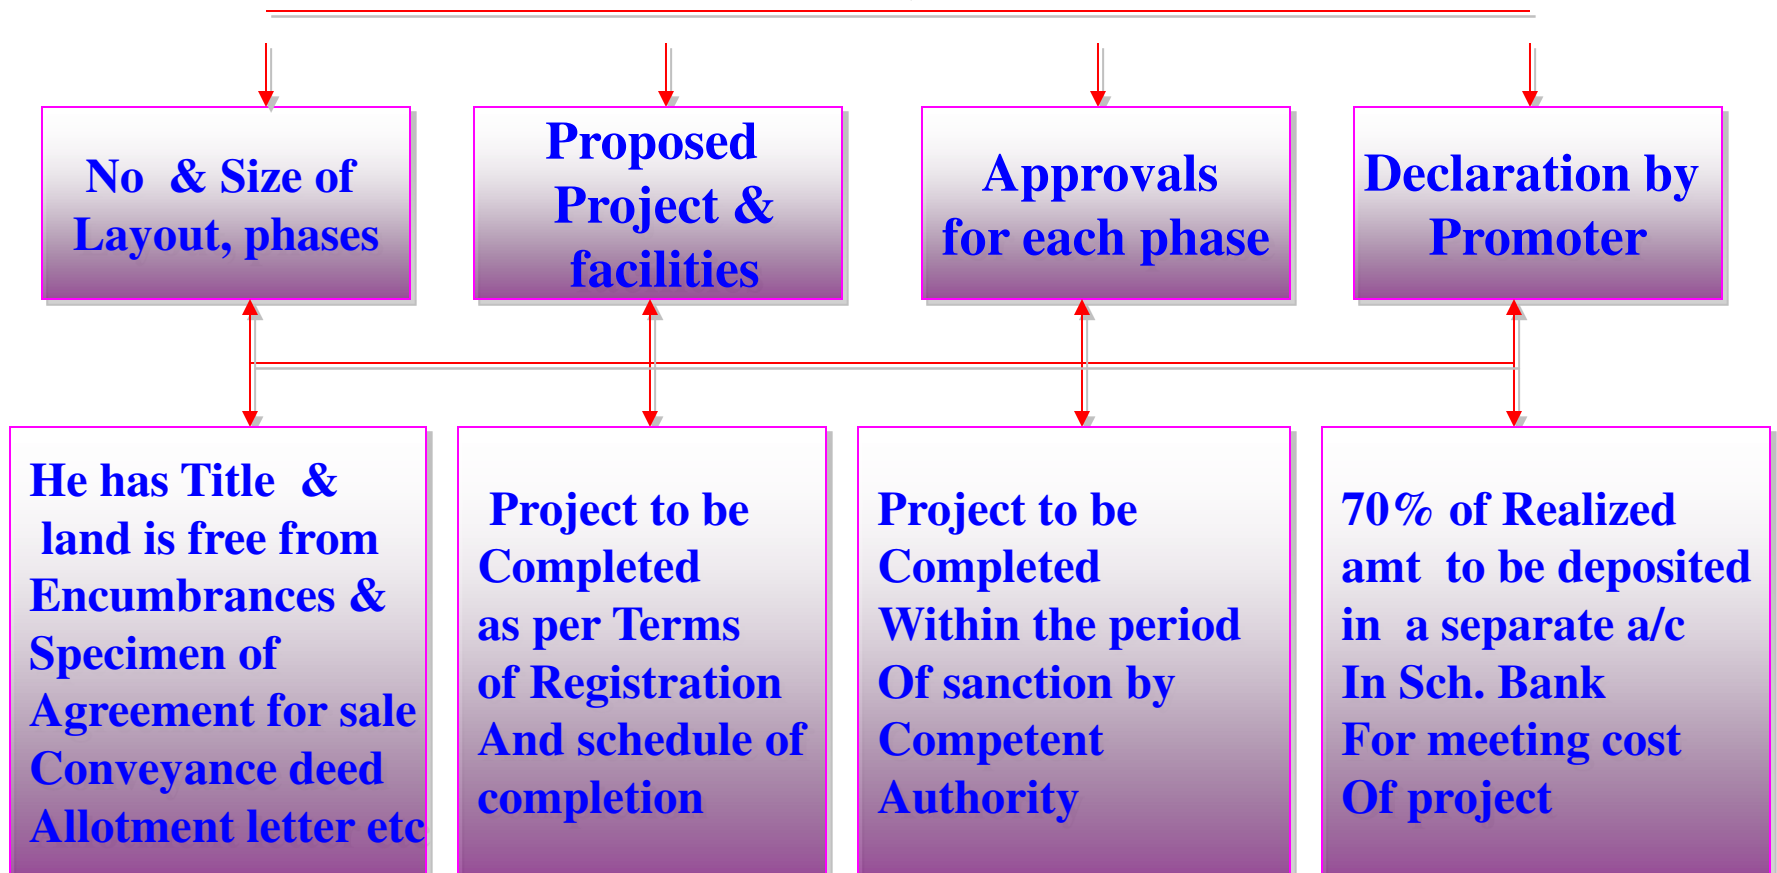 No & Size of
Layout, phases
Proposed
Project &
facilities
Approvals
for each phase
Declaration by
Promoter
He has Title &
land is free from
Encumbrances &
Specimen of
Agreement for sale
Conveyance deed
Allotment letter etc
Project to be
Completed
as per Terms
of Registration
And schedule of
completion
Project to be
Completed
Within the period
Of sanction by
Competent
Authority
70% of Realized
amt to be deposited
in a separate a/c
In Sch. Bank
For meeting cost
Of project